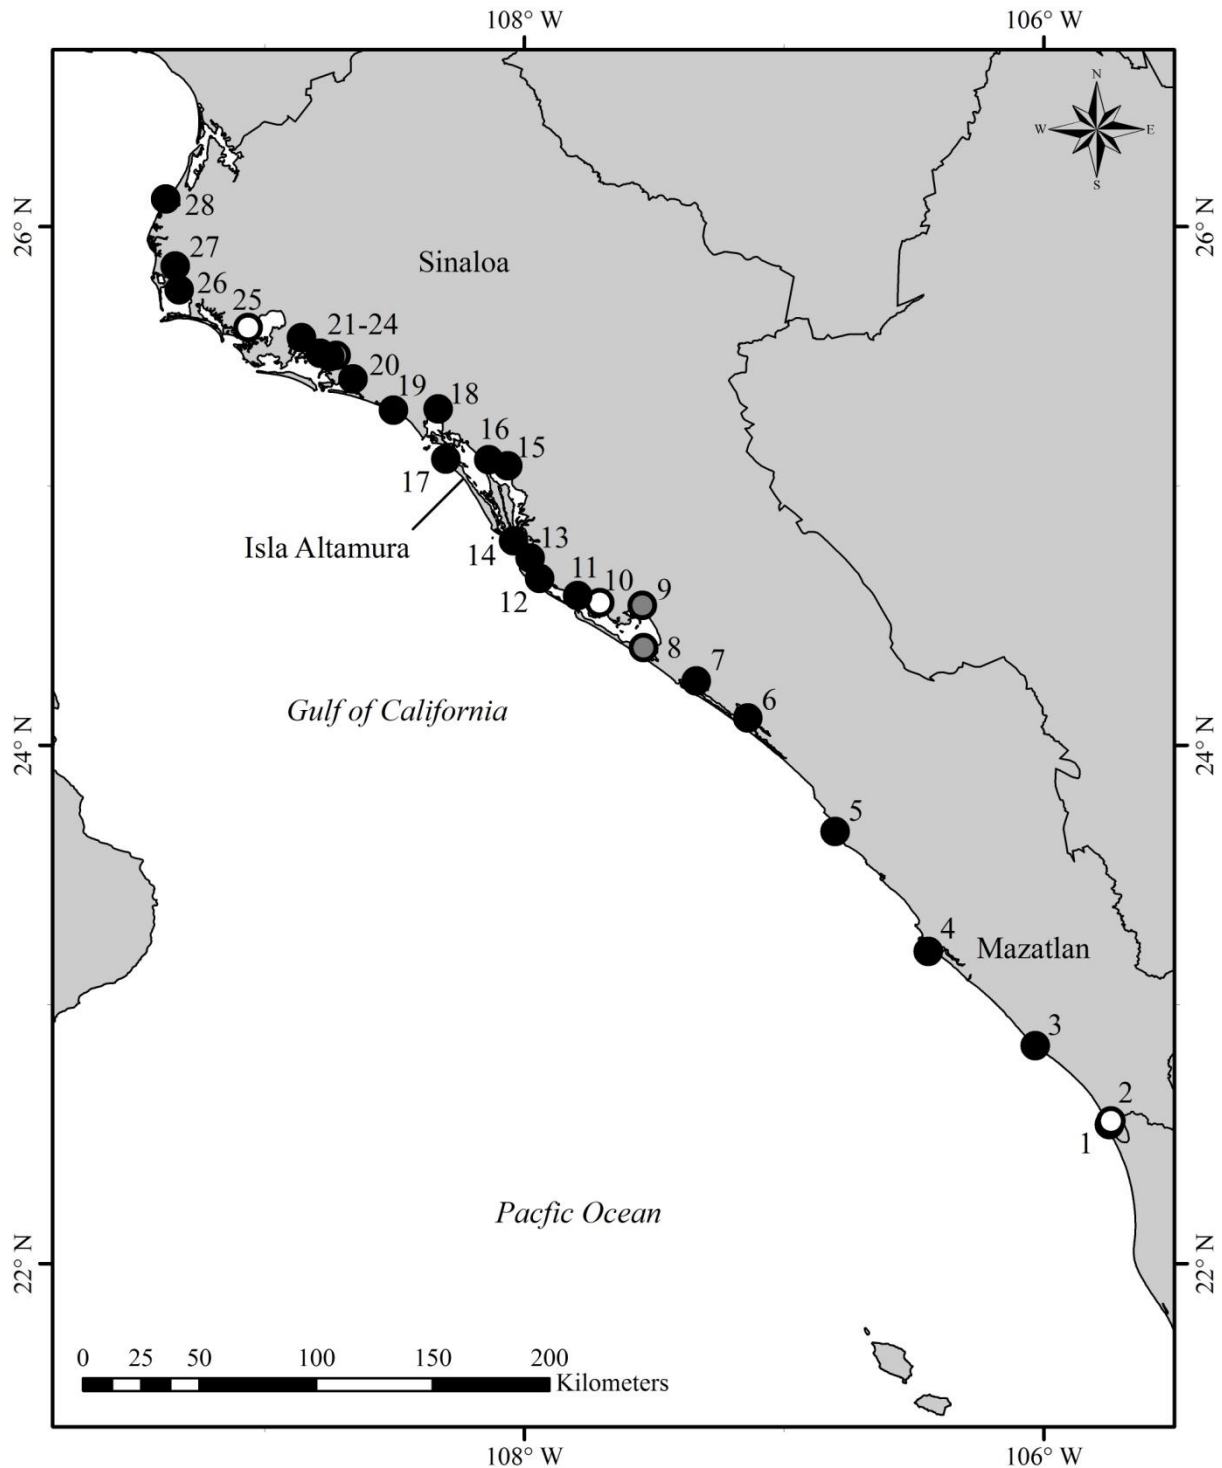 108° W
106° W
N
W
E
S
28
26° N
26° N
27
Sinaloa
26
25
21-24
20
19
18
16
15
17
Isla Altamura
14
13
12
11
10
9
8
7
Gulf of California
6
24° N
24° N
5
4
Mazatlan
3
2
1
Pacfic Ocean
22° N
22° N
0
25
50
100
150
200
Kilometers
108° W
106° W